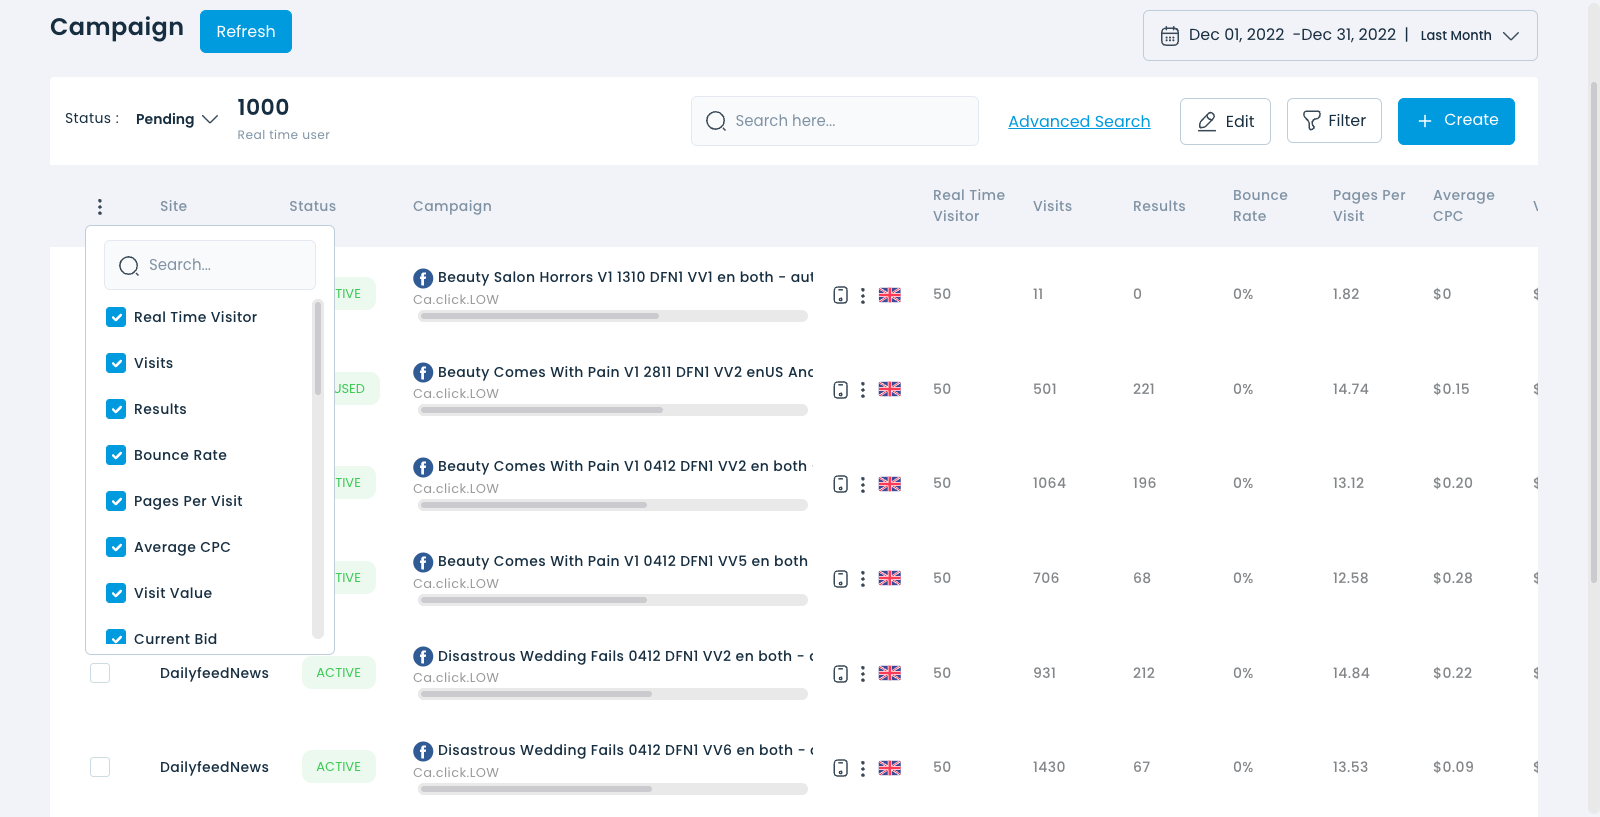 Campaign
Refresh
Dec 01, 2022 -Dec 31, 2022 | Last Month
Status :
Pending
1000
Real time user
Search here...
Advanced Search
Edit
Filter
Create
Site
Status
Campaign
Real Time
Visitor
Visits
Results
Bounce
Rate
Pages Per
Visit
Average
CPC
Search...
Real Time Visitor
Visits
Results
Bounce Rate
Pages Per Visit
Average CPC
Visit Value
Current Bid
TIVE
Beauty Salon Horrors V1 1310 DFN1 VV1 en both - aut
Ca.click.LOW
50
11
0
0%
1.82
$0
USED
Beauty Comes With Pain V1 2811 DFN1 VV2 enUS And
Ca.click.LOW
50
501
221
0%
14.74
$0.15
TIVE
Beauty Comes With Pain V1 0412 DFN1 VV2 en both
Ca.click.LOW
50
1064
196
0%
13.12
$0.20
TIVE
Beauty Comes With Pain V1 0412 DFN1 VV5 en both
Ca.click.LOW
50
706
68
0%
12.58
$0.28
DailyfeedNews
ACTIVE
Disastrous Wedding Fails 0412 DFN1 VV2 en both -
Ca.click.LOW
50
931
212
0%
14.84
$0.22
DailyfeedNews
ACTIVE
Disastrous Wedding Fails 0412 DFN1 VV6 en both -
Ca.click.LOW
50
1430
67
0%
13.53
$0.09